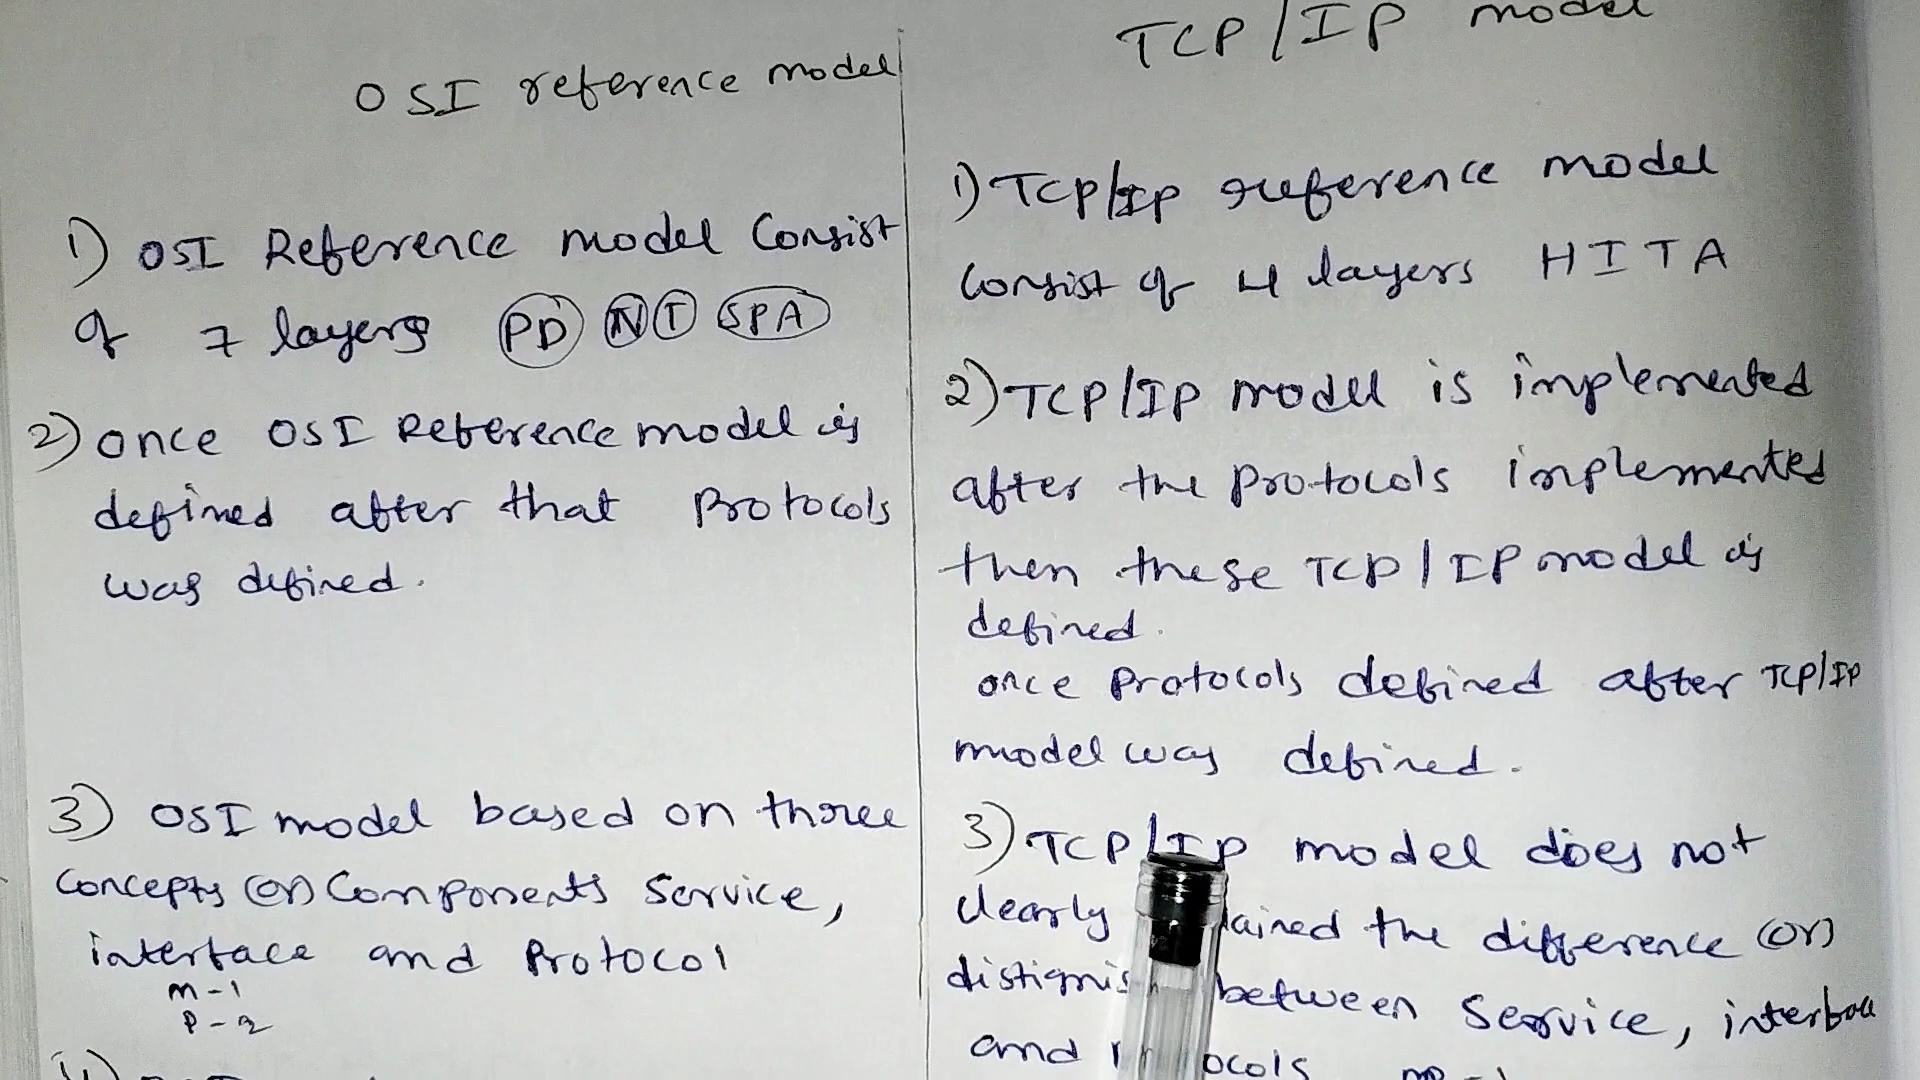 OSI reference model
1) OSI Reference model Consist
of 7 layers PD N T SPA
2) once OSI Reference model is
defined after that Protocols
was defined.
3) OSI model based on three
Concepts (or) Components Service,
interface and Protocol
m-1
P-2
TCP/IP model
1) TCP/IP reference model
Consist of 4 layers HITA
2) TCP/IP model is implemented
after the Protocols implemented
then these TCP/IP model is
defined.
once Protocols defined after TCP/IP
model was defined.
3) TCP/IP model does not
clearly the difference (or)
between Service, interface
and